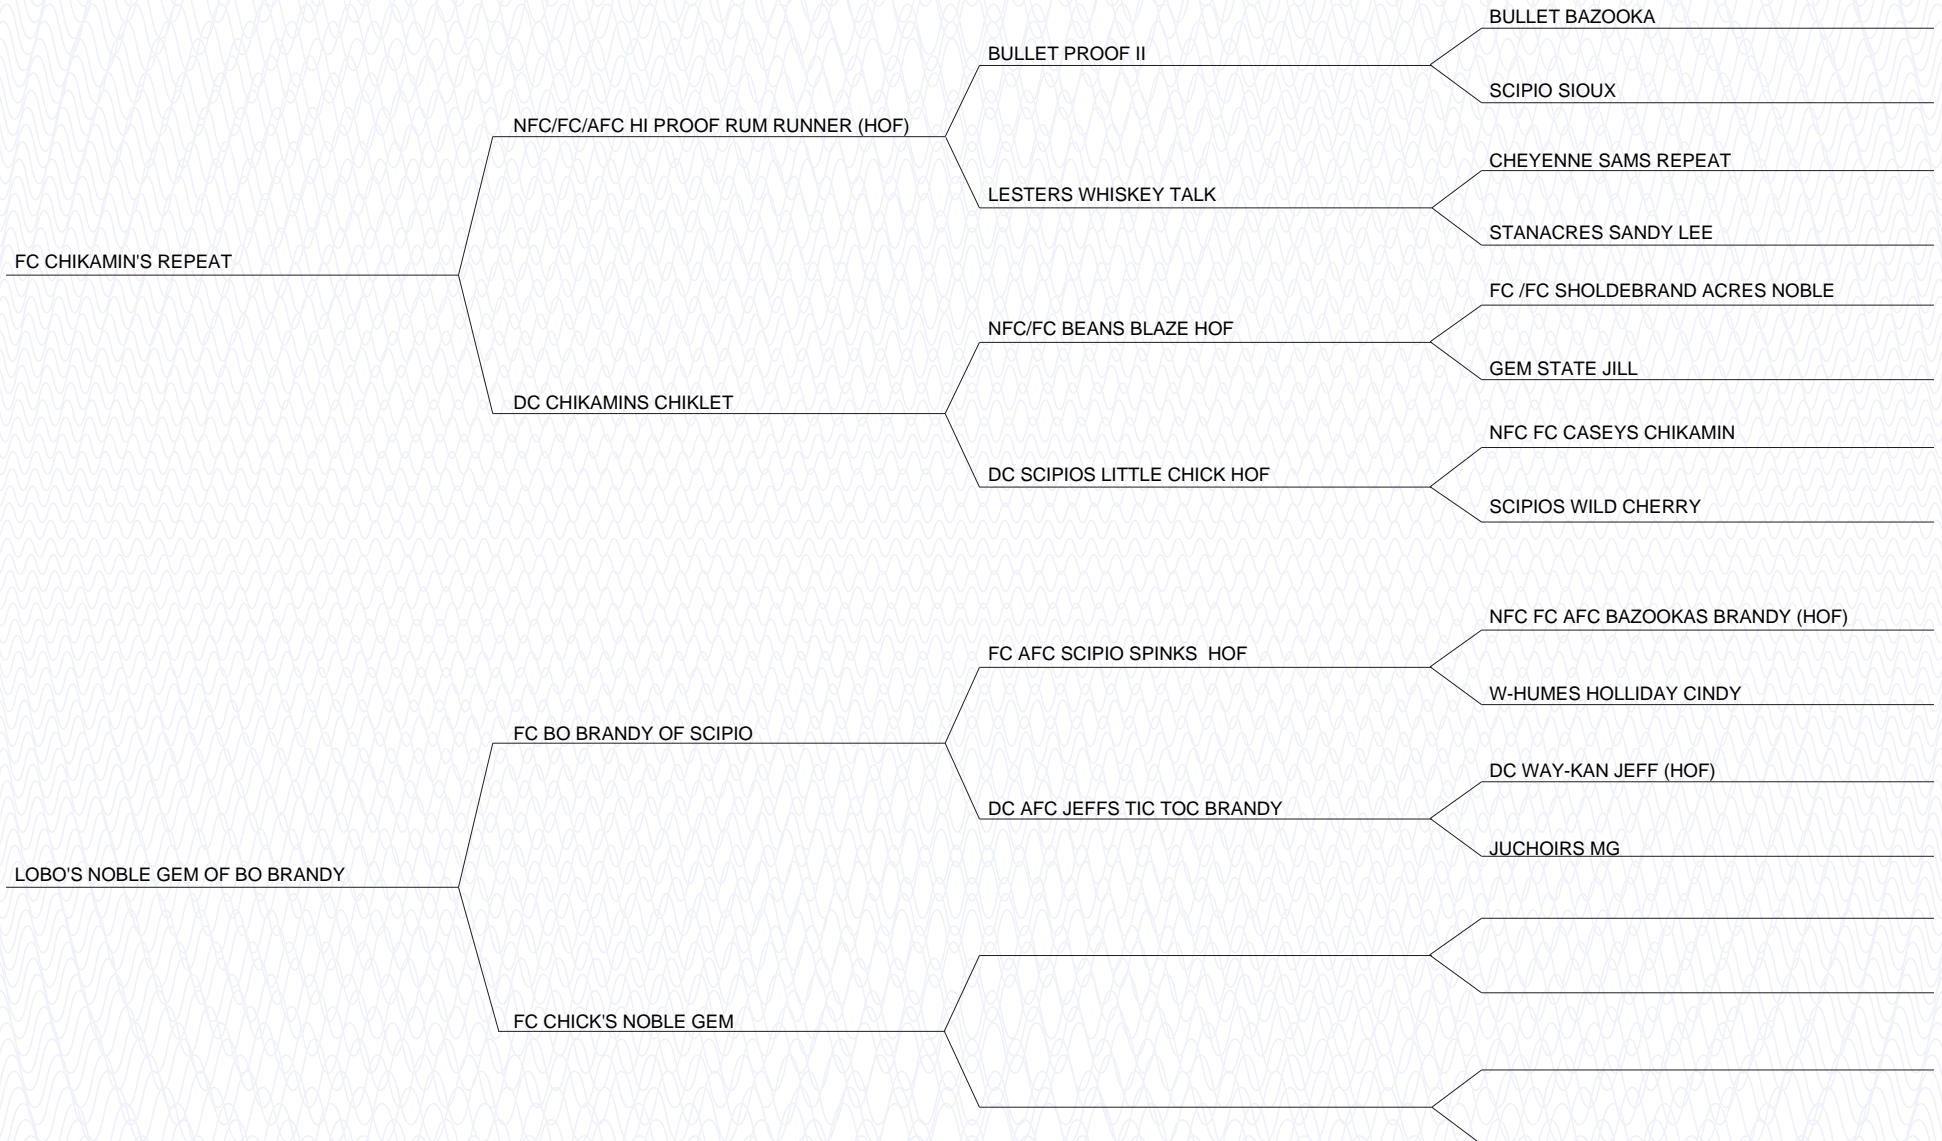 BULLET BAZOOKA
BULLET PROOF II
SCIPIO SIOUX
NFC/FC/AFC HI PROOF RUM RUNNER (HOF)
CHEYENNE SAMS REPEAT
LESTERS WHISKEY TALK
STANACRES SANDY LEE
FC CHIKAMIN'S REPEAT
FC /FC SHOLDEBRAND ACRES NOBLE
NFC/FC BEANS BLAZE HOF
GEM STATE JILL
DC CHIKAMINS CHIKLET
NFC FC CASEYS CHIKAMIN
DC SCIPIOS LITTLE CHICK HOF
SCIPIOS WILD CHERRY
NFC FC AFC BAZOOKAS BRANDY (HOF)
FC AFC SCIPIO SPINKS  HOF
W-HUMES HOLLIDAY CINDY
FC BO BRANDY OF SCIPIO
DC WAY-KAN JEFF (HOF)
DC AFC JEFFS TIC TOC BRANDY
JUCHOIRS MG
LOBO'S NOBLE GEM OF BO BRANDY
FC CHICK'S NOBLE GEM